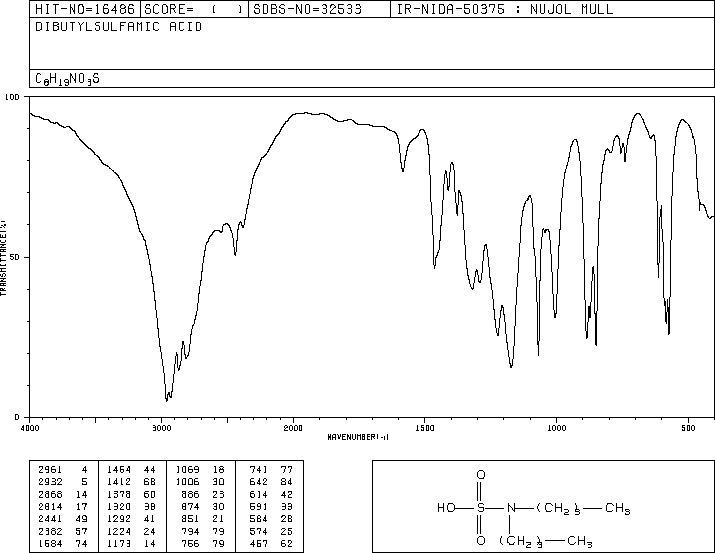 HIT-NO=16486 SCORE= ( ) SDBS-NO=32533 IR-NIDA-50375 : NUJOL MULL
DIBUTYLSULFAMIC ACID
C8H19NO3S
100
50
0
TRANSMITTANCE(%)
4000 3000 2000 1500 1000 500
WAVENUMBER(-1)
2961 4 1464 44 1069 18 741 77
2932 5 1412 68 1006 30 642 84
2868 14 1378 60 886 23 614 42
2814 17 1320 38 874 30 591 33
2441 49 1292 41 851 21 584 28
2382 57 1224 24 794 79 574 25
1584 74 1173 14 766 79 457 62
O
HO-S-N-(CH2)3-CH3
O (CH2)3-CH3